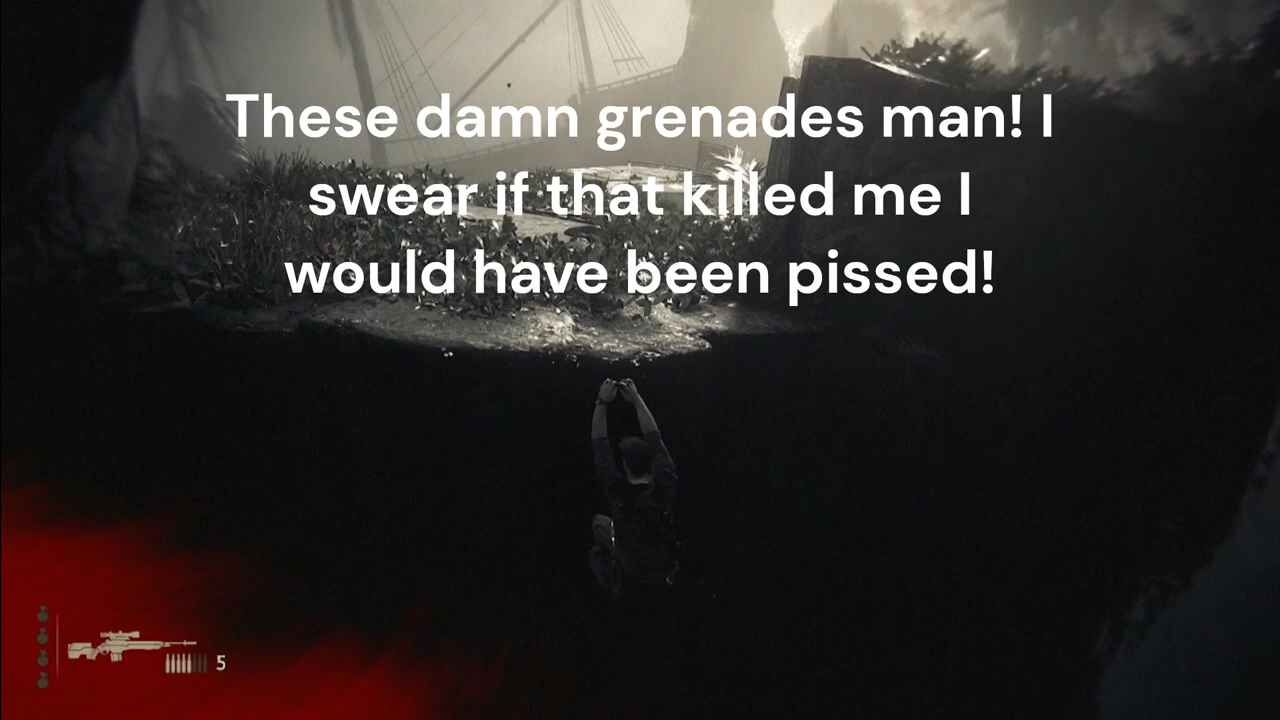 These damn grenades man! I
swear if that killed me I
would have been pissed!
5